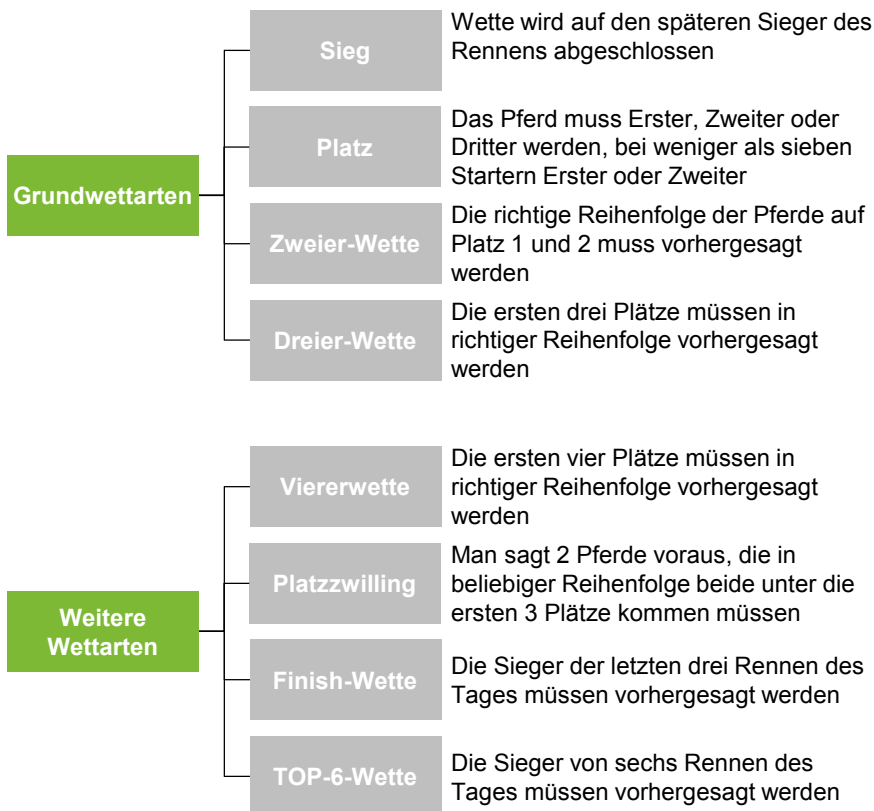 Grundwettarten
Sieg
Wette wird auf den späteren Sieger des
Rennens abgeschlossen
Platz
Das Pferd muss Erster, Zweiter oder
Dritter werden, bei weniger als sieben
Startern Erster oder Zweiter
Zweier-Wette
Die richtige Reihenfolge der Pferde auf
Platz 1 und 2 muss vorhergesagt
werden
Dreier-Wette
Die ersten drei Plätze müssen in
richtiger Reihenfolge vorhergesagt
werden
Weitere
Wettarten
Viererwette
Die ersten vier Plätze müssen in
richtiger Reihenfolge vorhergesagt
werden
Platzzwilling
Man sagt 2 Pferde voraus, die in
beliebiger Reihenfolge beide unter die
ersten 3 Plätze kommen müssen
Finish-Wette
Die Sieger der letzten drei Rennen des
Tages müssen vorhergesagt werden
TOP-6-Wette
Die Sieger von sechs Rennen des
Tages müssen vorhergesagt werden